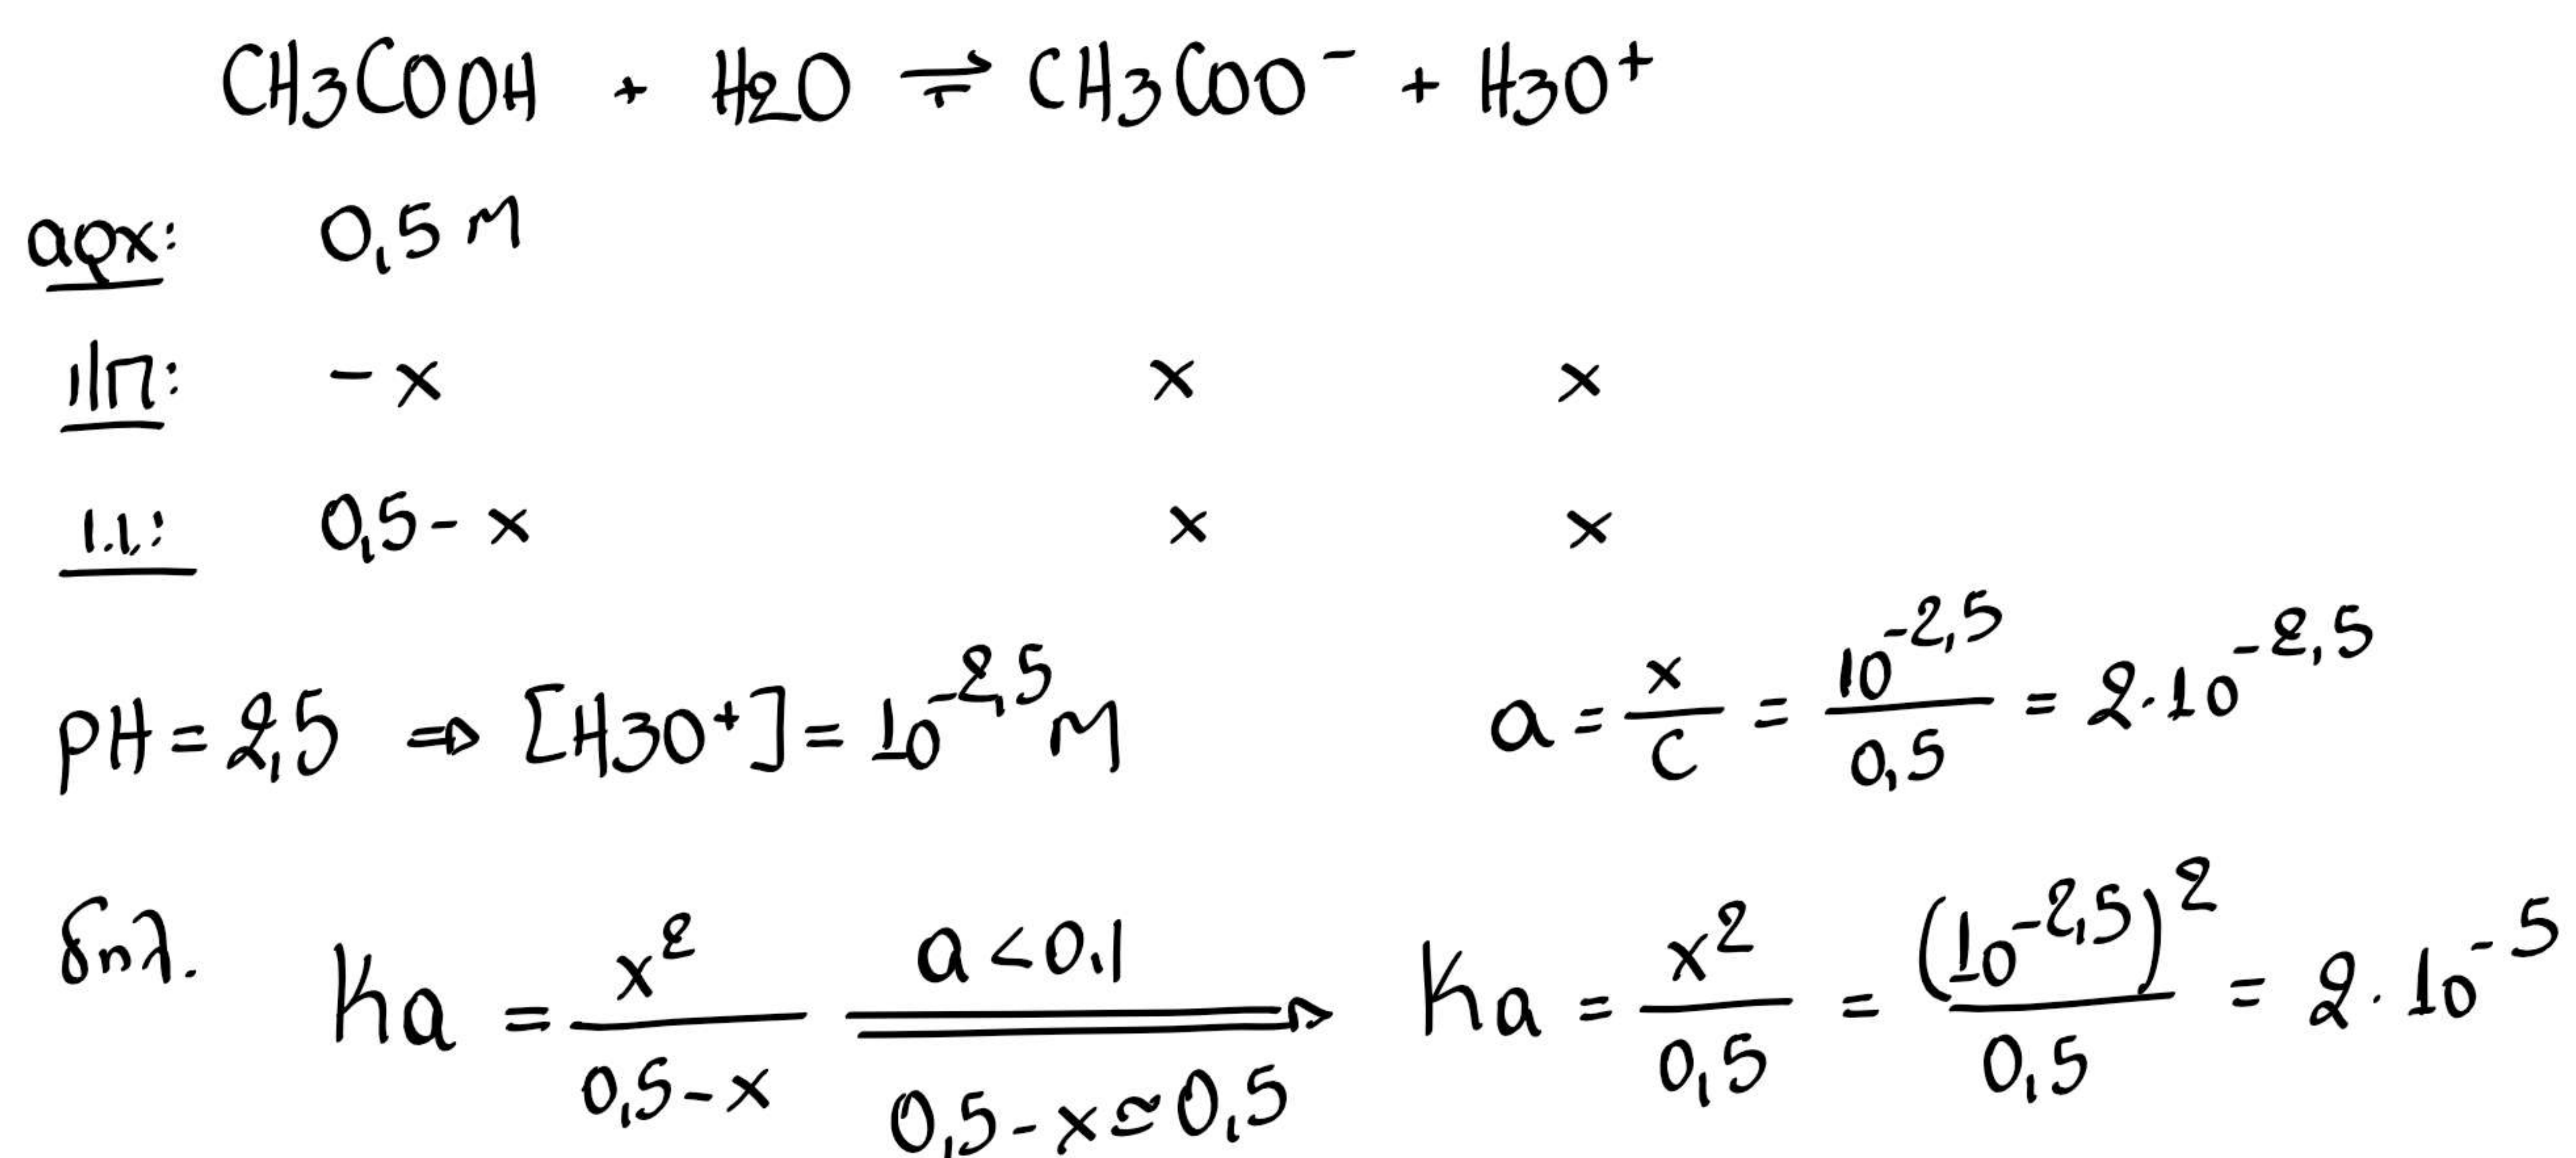 CH3COOH + H2O ⇌ CH3COO⁻ + H3O⁺
αρχ: 0,5 M
ι/π: - x x x
ι.ι.: 0,5 - x x x
pH = 2,5 ⇒ [H3O⁺] = 10^-2,5 M a = x/C = 10^-2,5/0,5 = 2·10^-2,5
δηλ. Ka = x²/(0,5-x) a<0.1 ⇒ 0,5-x≃0,5 Ka = x²/0,5 = (10^-2,5)²/0,5 = 2·10^-5